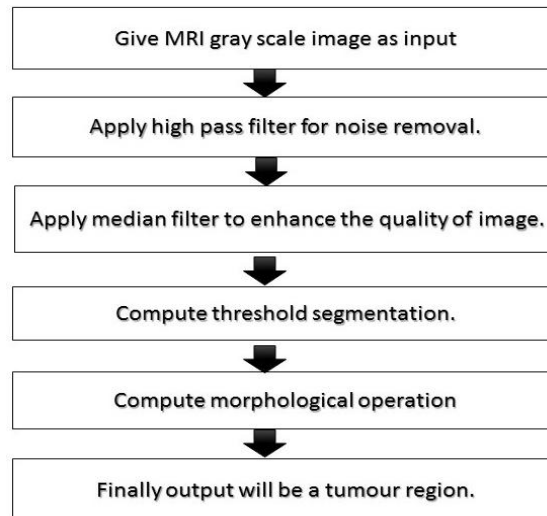 Give MRI gray scale image as input
Apply high pass filter for noise removal.
Apply median filter to enhance the quality of image.
Compute threshold segmentation.
Compute morphological operation
Finally output will be a tumour region.